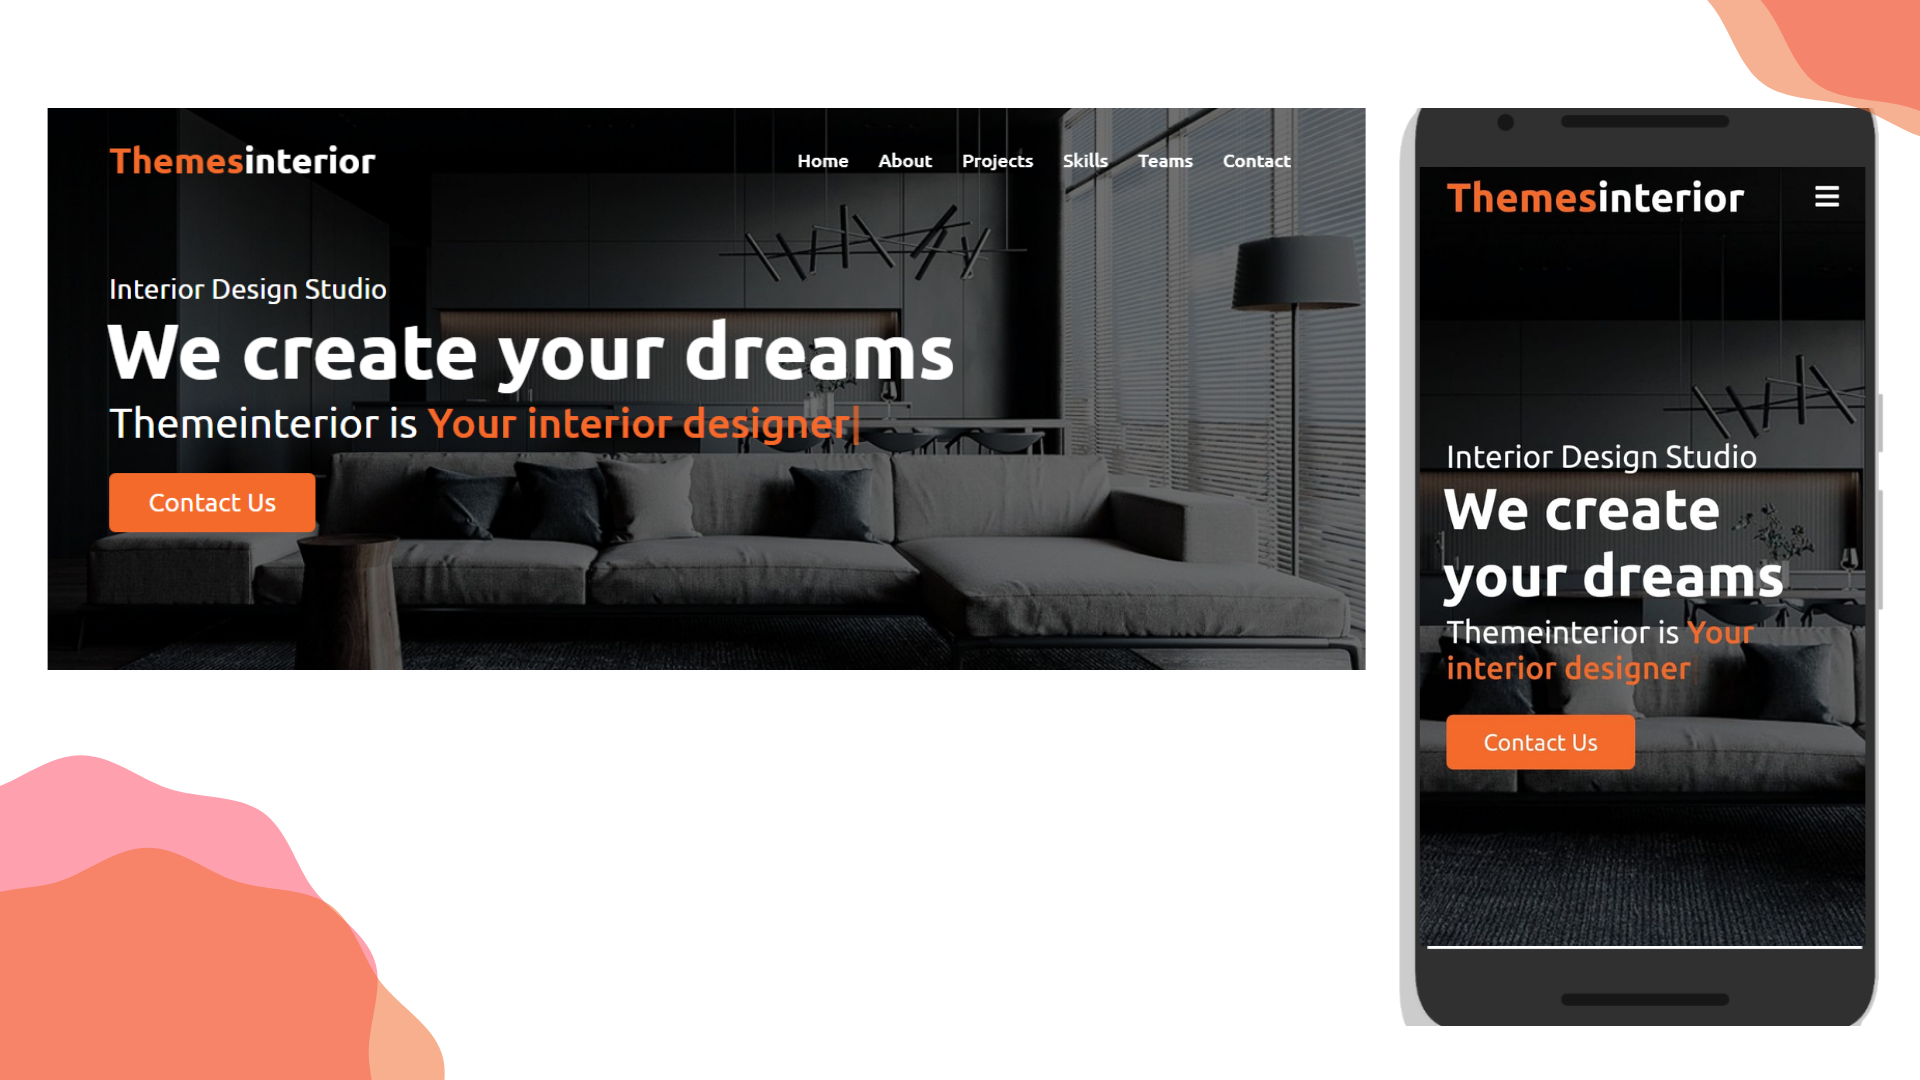 Themesinterior
Home About Projects Skills Teams Contact
Interior Design Studio
We create your dreams
Themeinterior is Your interior designer|
Contact Us
Themesinterior
Interior Design Studio
We create
your dreams
Themeinterior is Your
interior designer
Contact Us